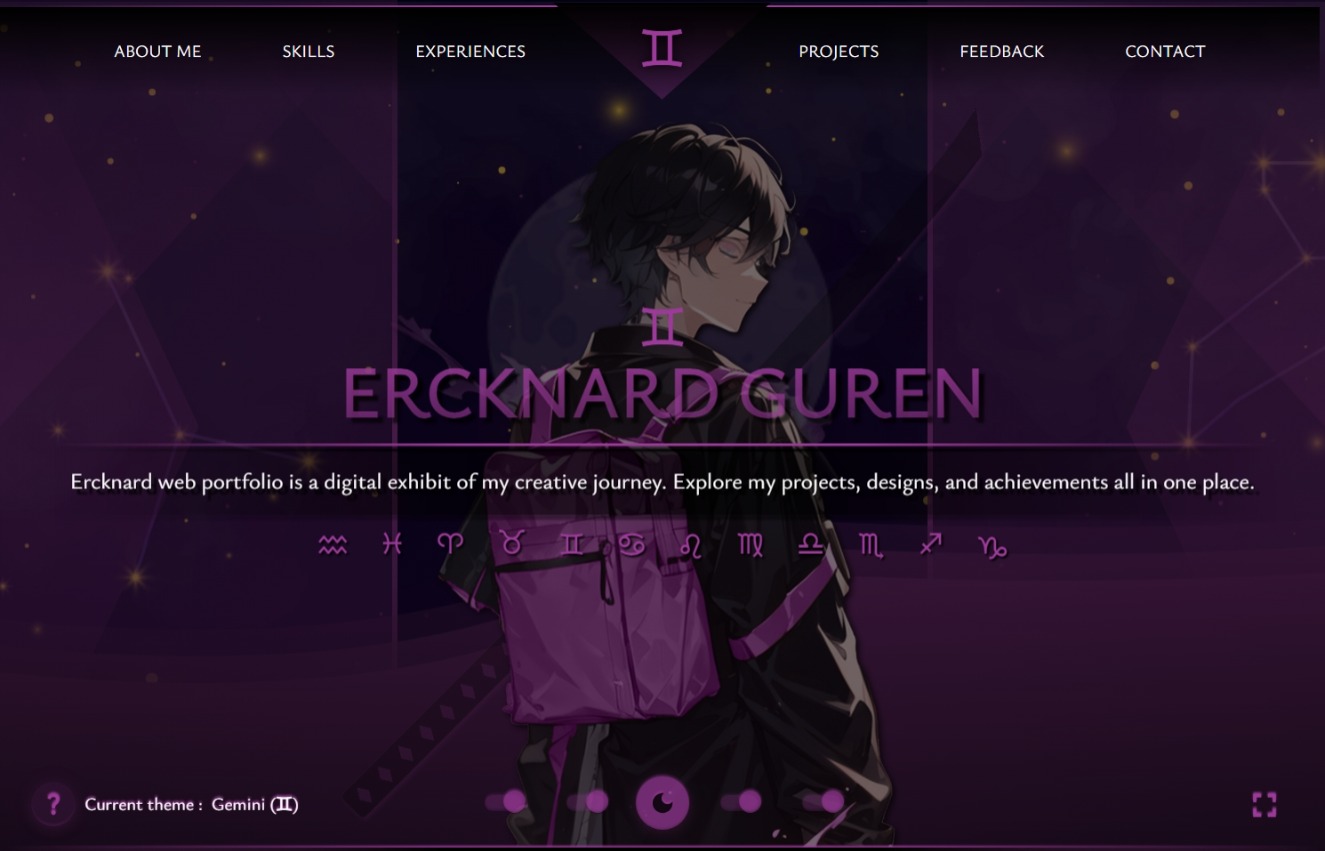 ABOUT ME SKILLS EXPERIENCES ♊ PROJECTS FEEDBACK CONTACT
♊
ERCKNARD GUREN
Ercknard web portfolio is a digital exhibit of my creative journey. Explore my projects, designs, and achievements all in one place.
♒ ♓ ♈ ♉ ♊ ♋ ♌ ♍ ♎ ♏ ♐ ♑
? Current theme : Gemini (♊)